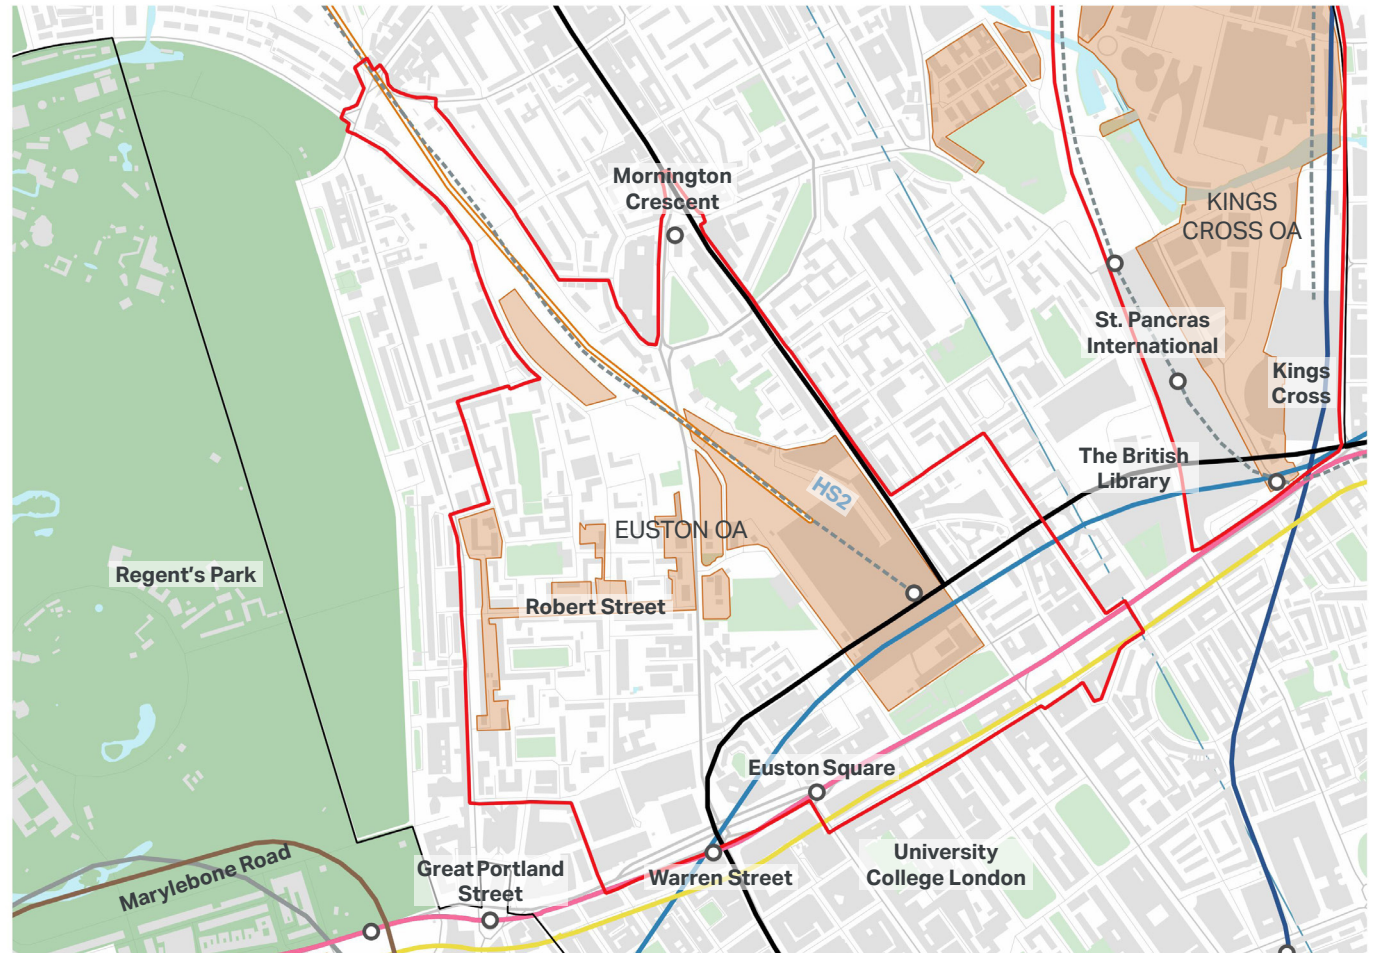 Mornington
Crescent
KINGS
CROSS OA
St. Pancras
International
Kings
Cross
The British
Library
HS2
EUSTON OA
Regent's Park
Robert Street
Euston Square
Marylebone Road
Great Portland
Street
Warren Street
University
College London